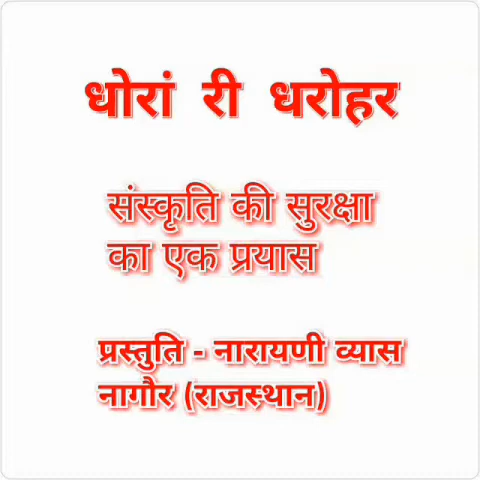 धोरां री धरोहर
संस्कृति की सुरक्षा
का एक प्रयास
प्रस्तुति - नारायणी व्यास
नागौर (राजस्थान)